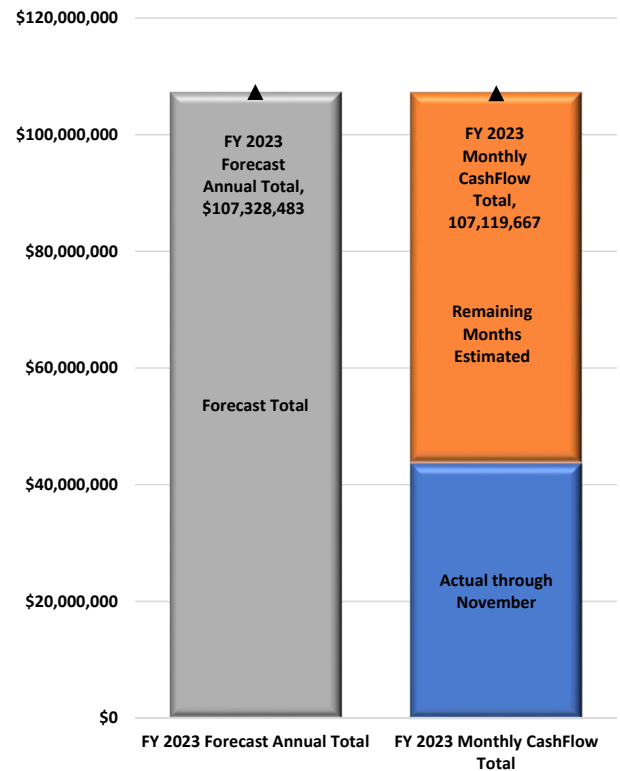 $120,000,000
$100,000,000
$80,000,000
$60,000,000
$40,000,000
$20,000,000
$0
FY 2023
Forecast
Annual Total,
$107,328,483
Forecast Total
FY 2023
Monthly
CashFlow
Total,
107,119,667
Remaining
Months
Estimated
Actual through
November
FY 2023 Forecast Annual Total
FY 2023 Monthly CashFlow
Total